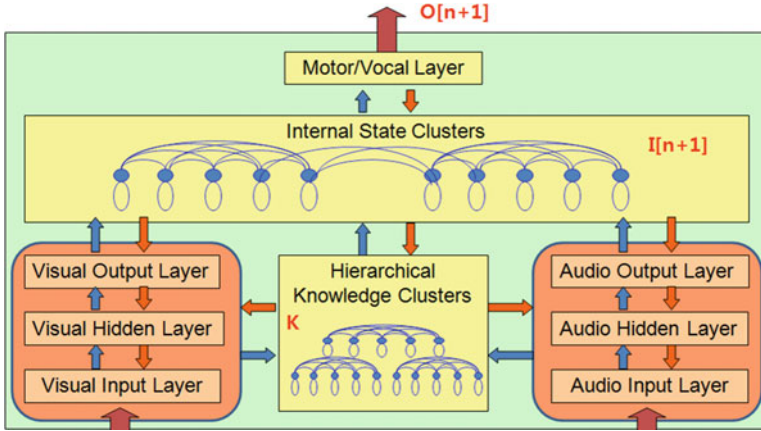 O[n+1]
Motor/Vocal Layer
Internal State Clusters
I[n+1]
Visual Output Layer
Visual Hidden Layer
Visual Input Layer
Hierarchical
Knowledge Clusters
K
Audio Output Layer
Audio Hidden Layer
Audio Input Layer